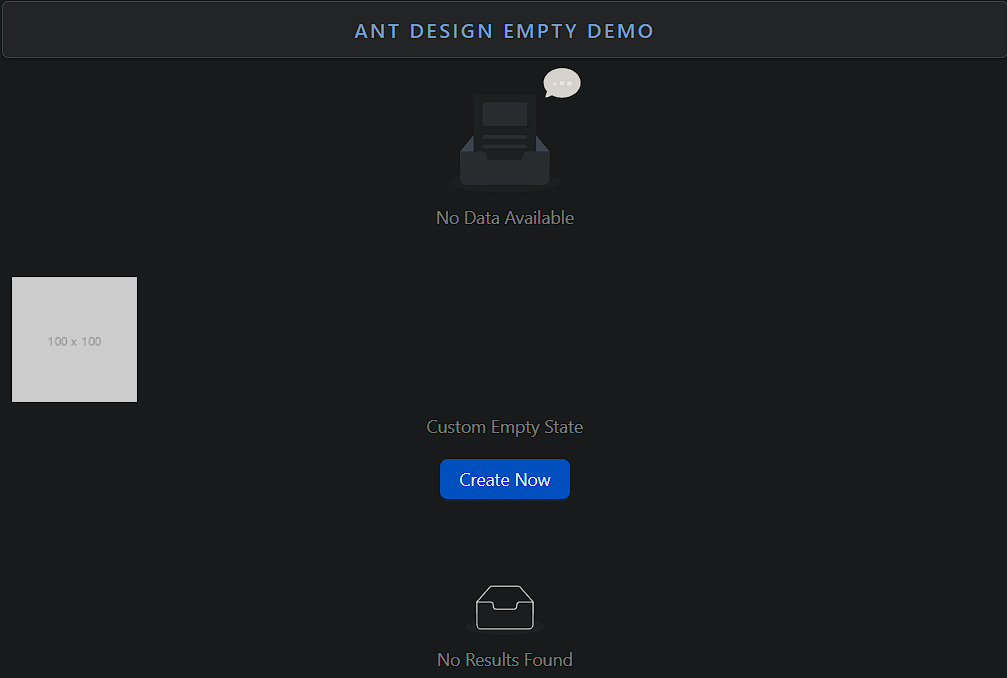 ANT DESIGN EMPTY DEMO
No Data Available
100 x 100
Custom Empty State
Create Now
No Results Found